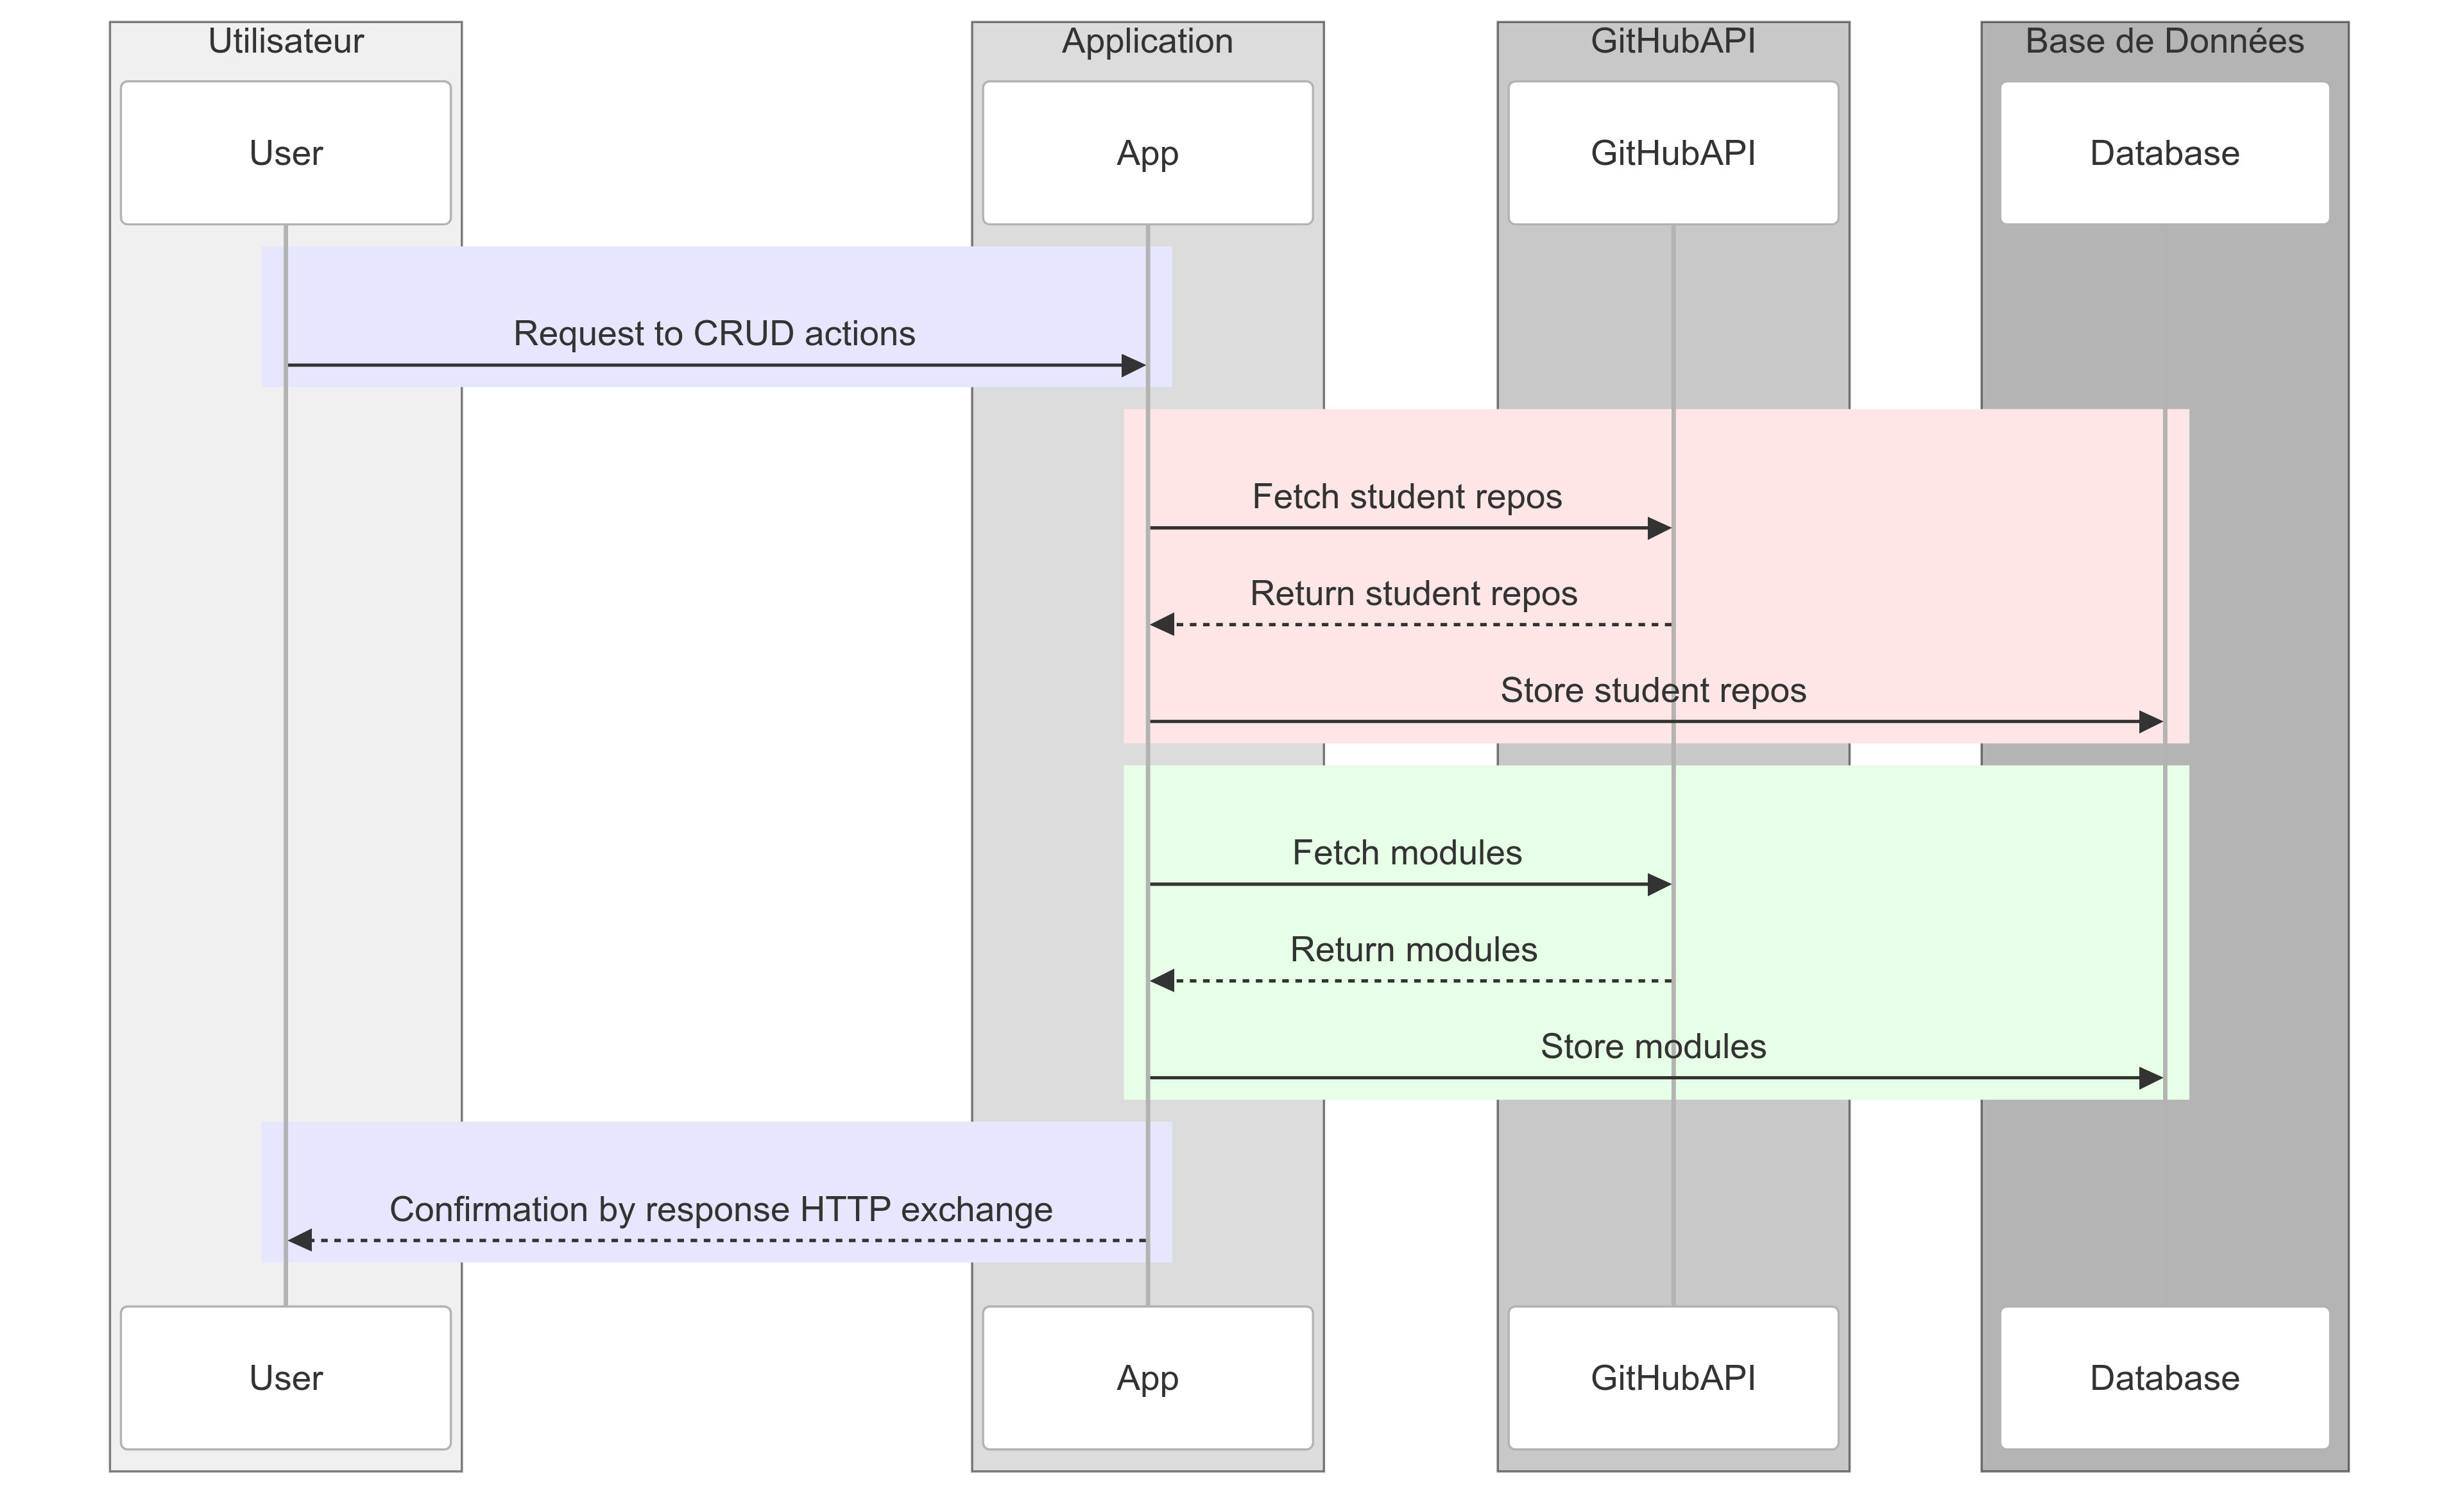 Utilisateur
Application
GitHubAPI
Base de Données
User
App
GitHubAPI
Database
Request to CRUD actions
Fetch student repos
Return student repos
Store student repos
Fetch modules
Return modules
Store modules
Confirmation by response HTTP exchange
User
App
GitHubAPI
Database